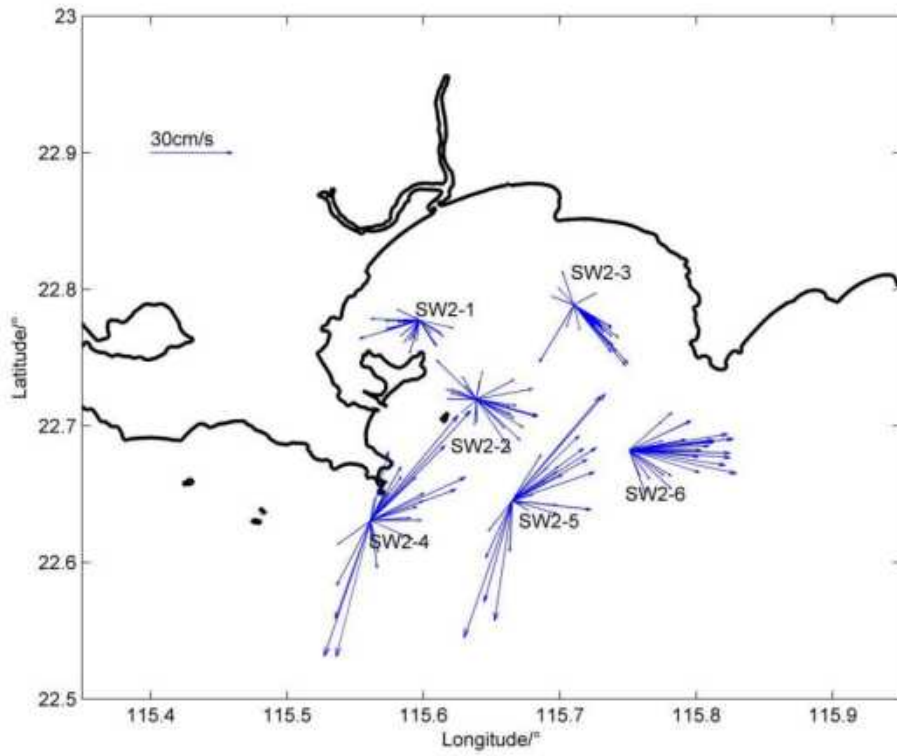 23
30cm/s
22.9
SW2-3
22.8
SW2-1
Latitude/°
22.7
SW2-2
SW2-6
SW2-5
SW2-4
22.6
22.5
115.4 115.5 115.6 115.7 115.8 115.9
Longitude/°